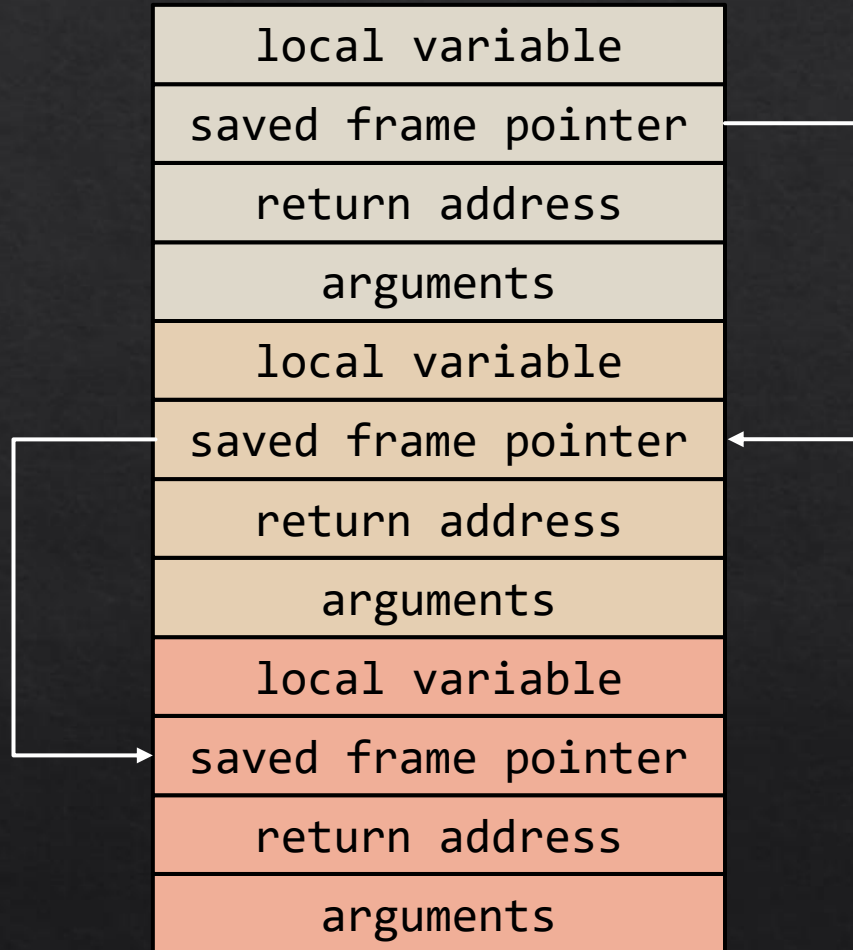 local variable
saved frame pointer
return address
arguments
local variable
saved frame pointer
return address
arguments
local variable
saved frame pointer
return address
arguments